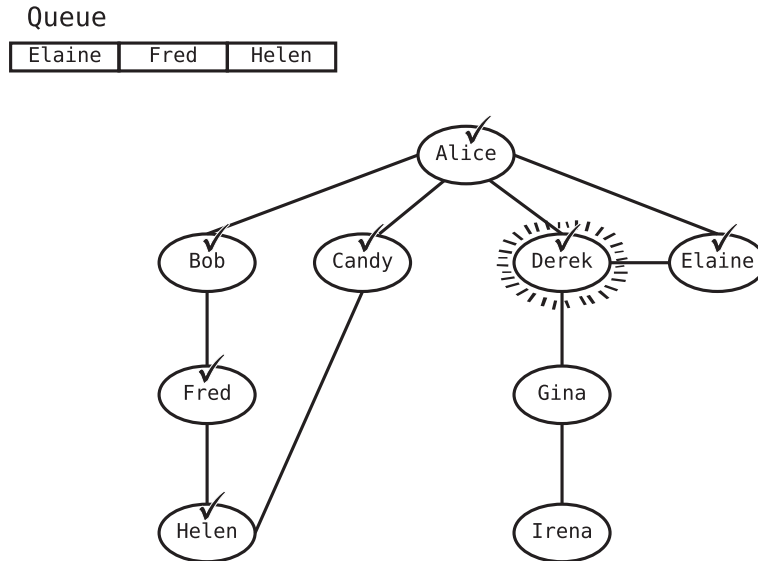 Queue
Elaine Fred Helen
Alice
Bob Candy Derek Elaine
Fred Gina
Helen Irena